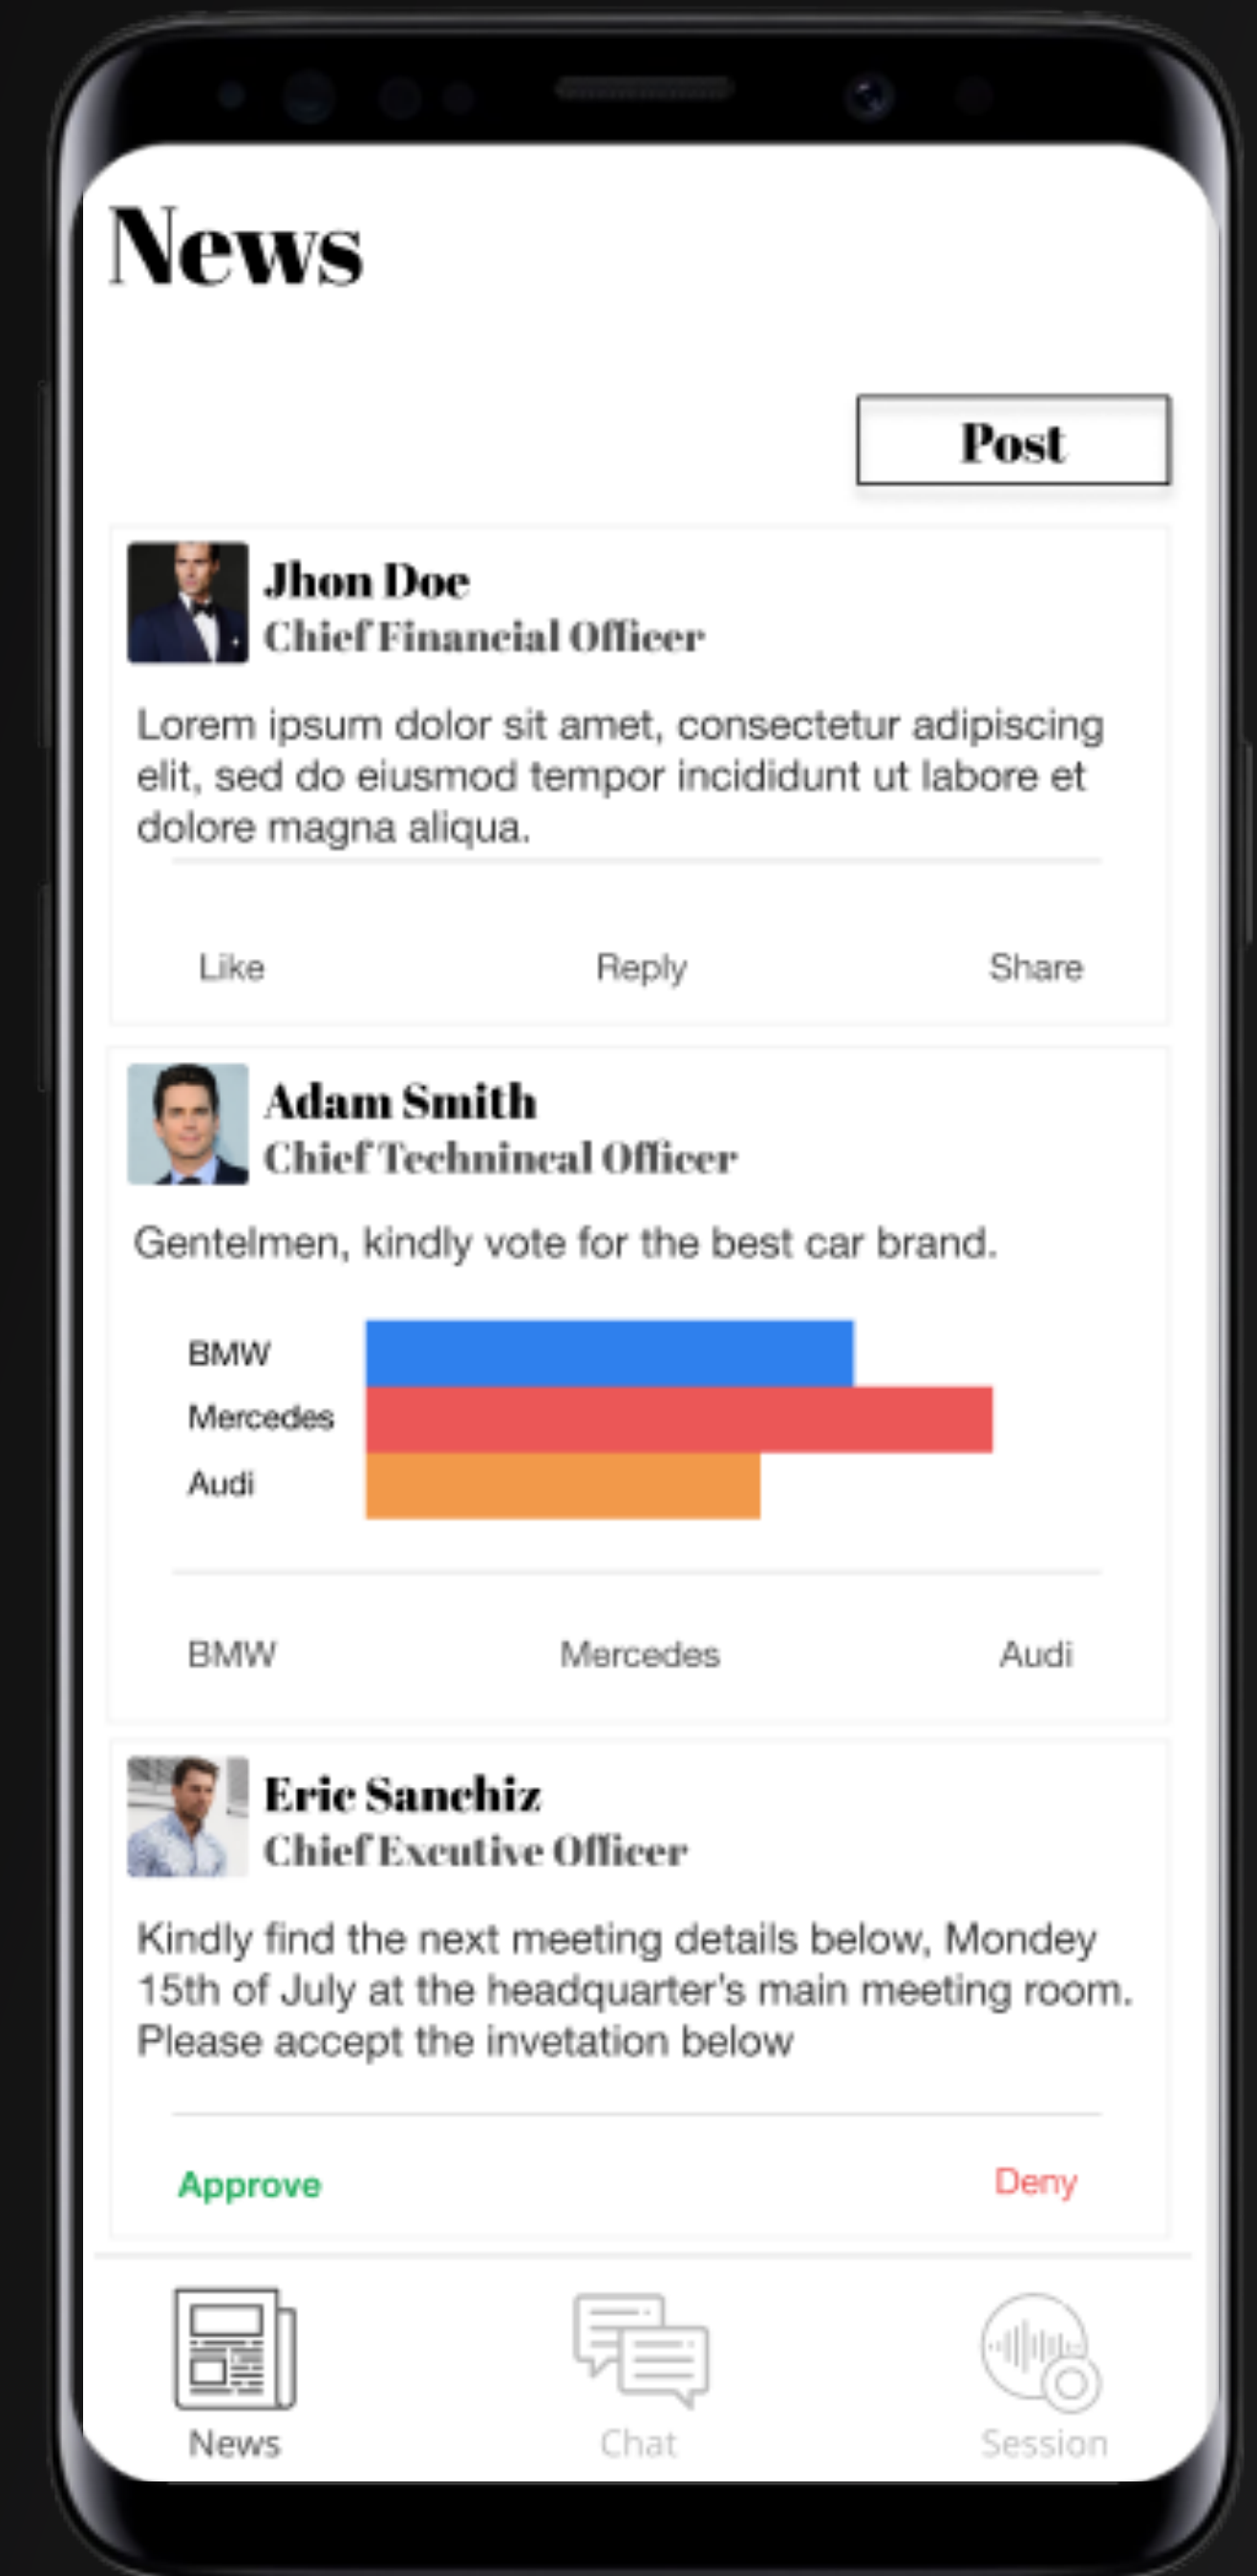 News
Post
Jhon Doe
Chief Financial Officer
Lorem ipsum dolor sit amet, consectetur adipiscing
elit, sed do eiusmod tempor incididunt ut labore et
dolore magna aliqua.
Like Reply Share
Adam Smith
Chief Technincal Officer
Gentelmen, kindly vote for the best car brand.
BMW
Mercedes
Audi
BMW Mercedes Audi
Eric Sanchiz
Chief Excutive Officer
Kindly find the next meeting details below, Mondey
15th of July at the headquarter's main meeting room.
Please accept the invetation below
Approve Deny
News Chat Session